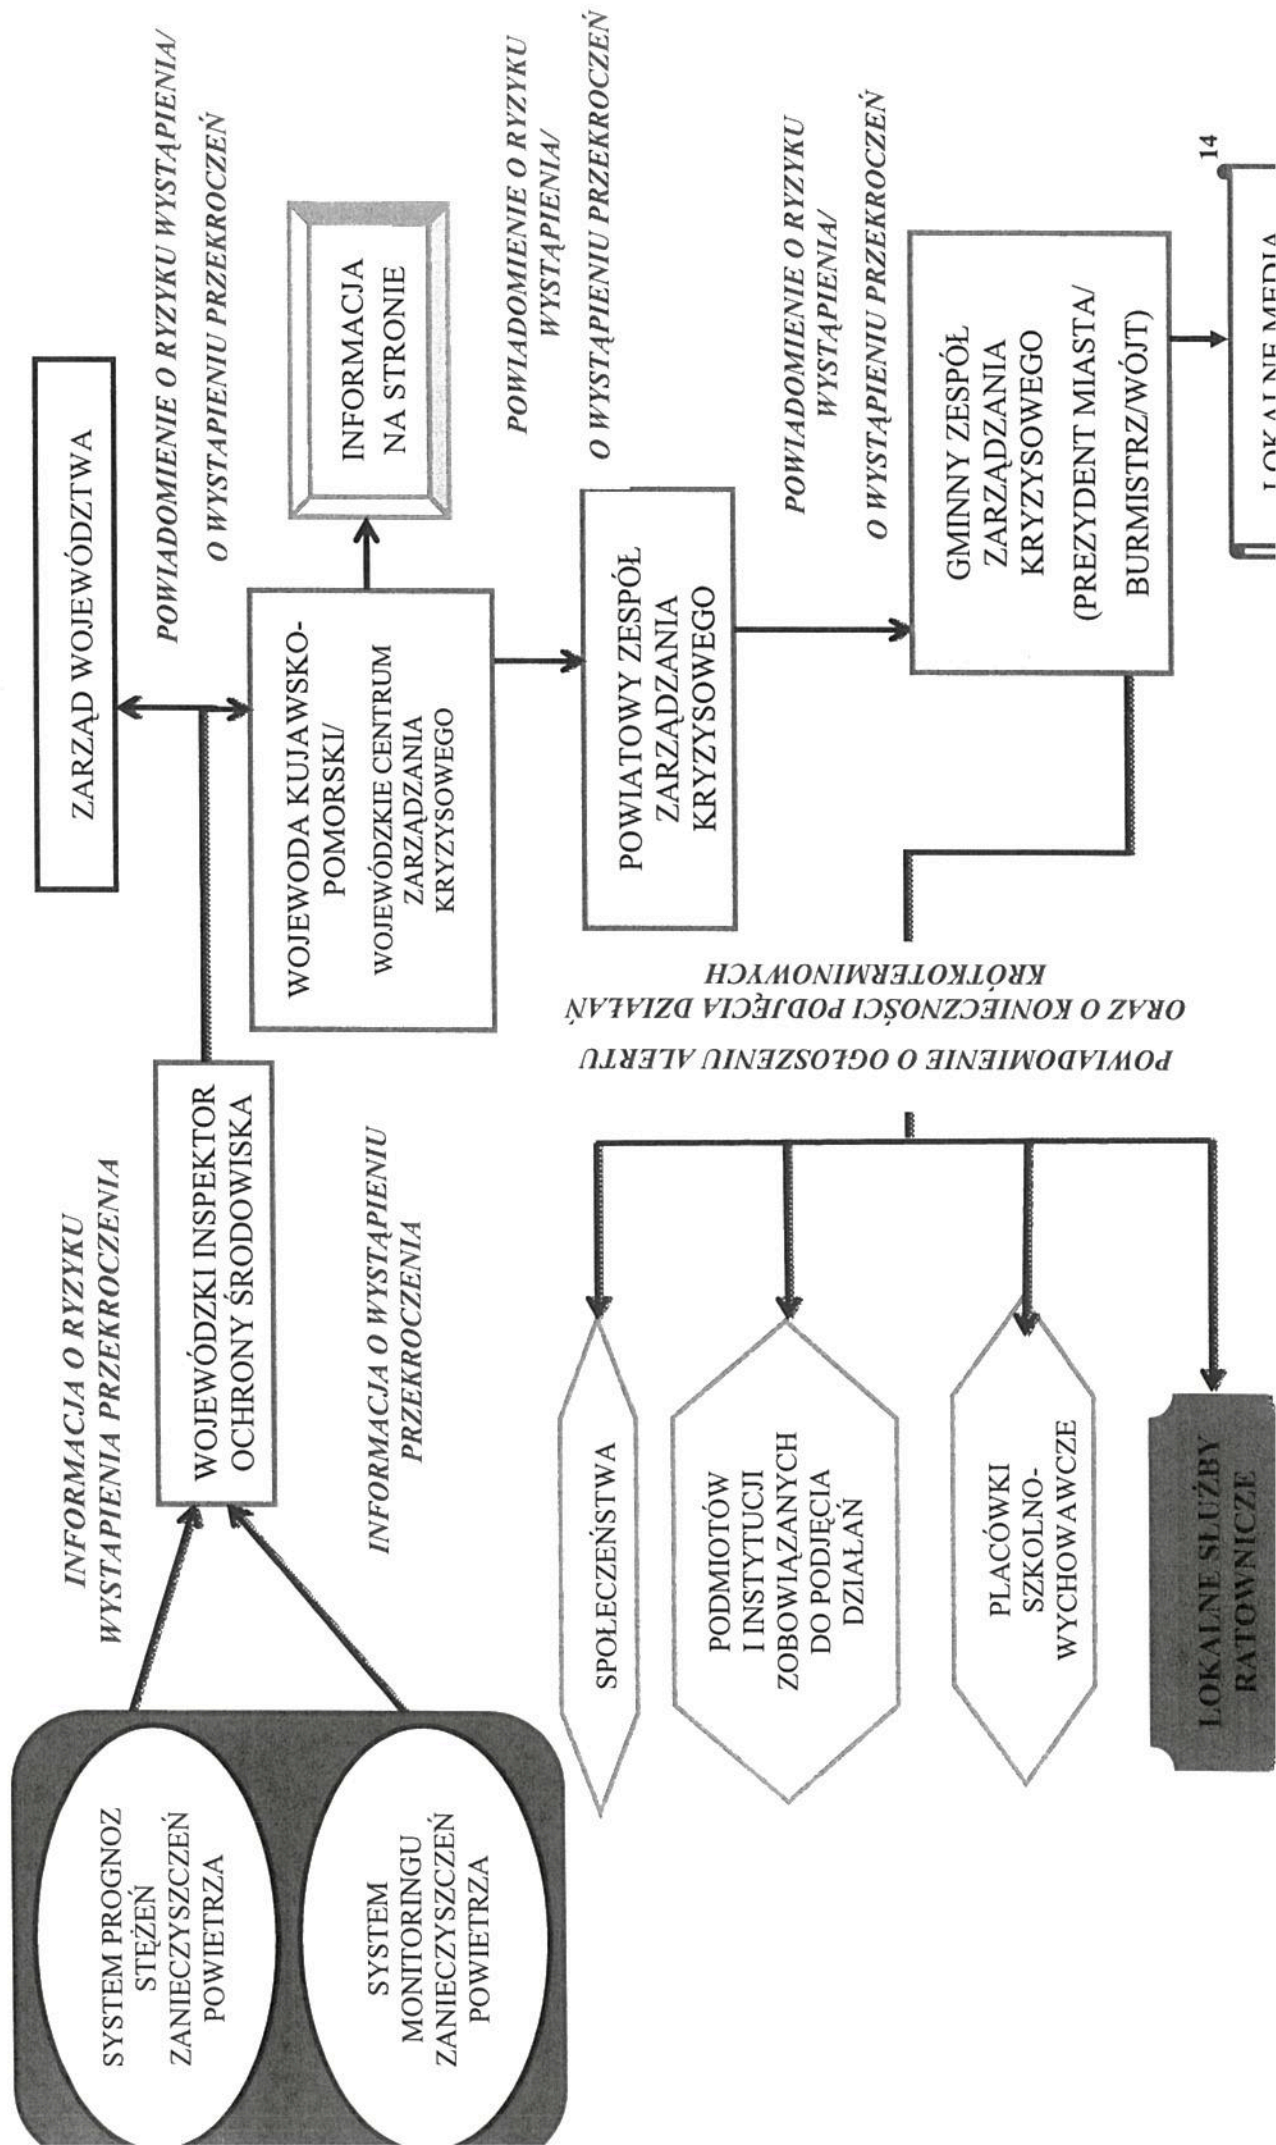 ZARZĄD WOJEWÓDZTWA
POWIADOMIENIE O RYZYKU WYSTĄPIENIA/
O WYSTAPIENIU PRZEKROCZEŃ
INFORMACJA O RYZYKU
WYSTAPIENIA PRZEKROCZENIA
SYSTEM PROGNOZ
STĘŻEŃ
ZANIECZYSZCZEŃ
POWIETRZA
WOJEWÓDZKI INSPEKTOR
OCHRONY ŚRODOWISKA
WOJEWODA KUJAWSKO-
POMORSKI/
WOJEWÓDZKIE CENTRUM
ZARZĄDZANIA
KRYZYSOWEGO
INFORMACJA
NA STRONIE
SYSTEM
MONITORINGU
ZANIECZYSZCZEŃ
POWIETRZA
INFORMACJA O WYSTĄPIENIU
PRZEKROCZENIA
POWIADOMIENIE O RYZYKU
WYSTĄPIENIA/
O WYSTĄPIENIU PRZEKROCZEŃ
POWIATOWY ZESPÓŁ
ZARZĄDZANIA
KRYZYSOWEGO
POWIADOMIENIE O RYZYKU
WYSTĄPIENIA/
O WYSTĄPIENIU PRZEKROCZEŃ
GMINNY ZESPÓŁ
ZARZĄDZANIA
KRYZYSOWEGO
(PREZYDENT MIASTA/
BURMISTRZ/WÓJT)
POWIADOMIENIE O OGŁOSZENIU ALERTU
ORAZ O KONIECZNOŚCI PODJĘCIA DZIAŁAŃ
KRÓTKOTERMINOWYCH
SPOŁECZEŃSTWA
PODMIOTÓW
I INSTYTUCJI
ZOBOWIĄZANYCH
DO PODJĘCIA
DZIAŁAŃ
PLACÓWKI
SZKOLNO-
WYCHOWAWCZE
LOKALNE SŁUŻBY
RATOWNICZE
14
LOKALNE MEDIA